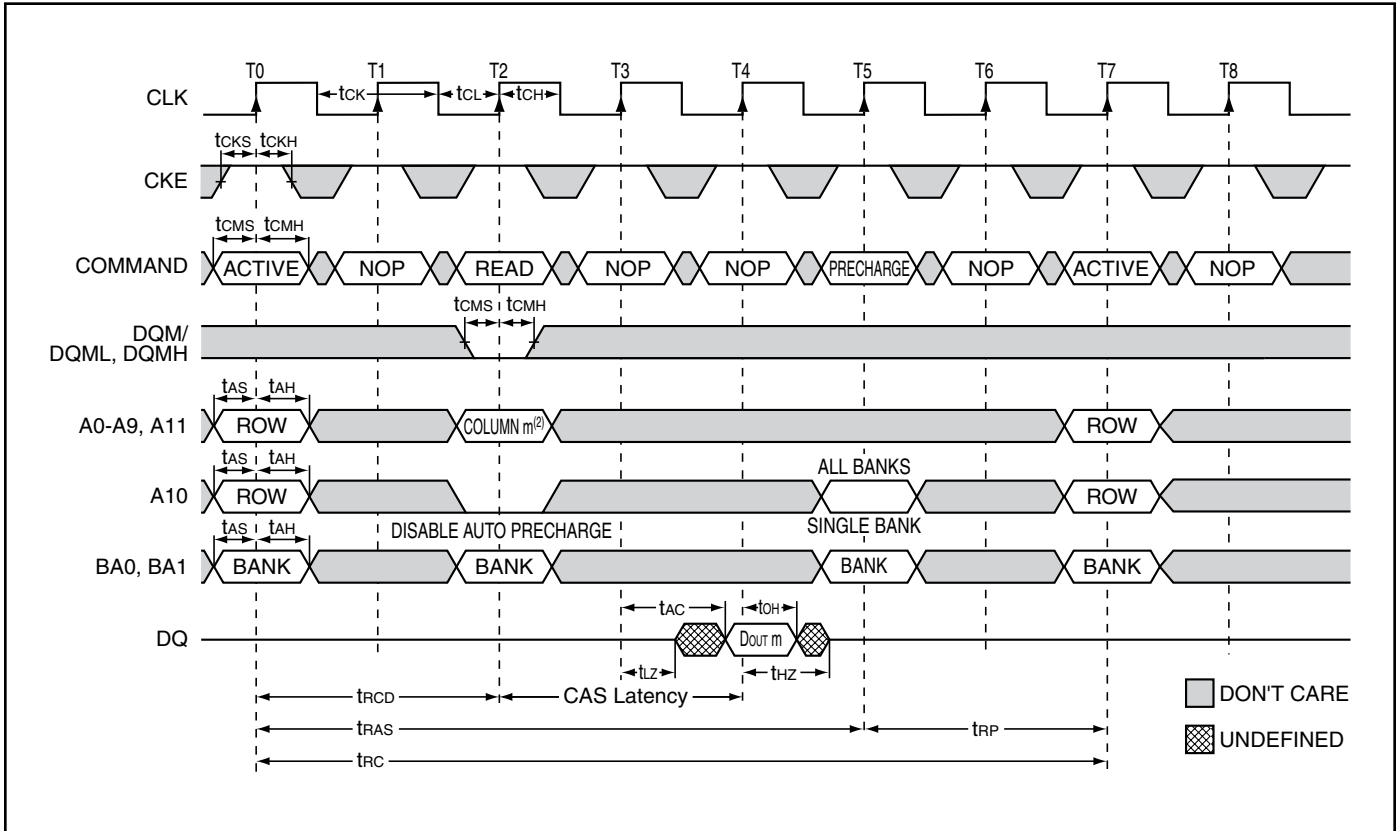 T0 T1 T2 T3 T4 T5 T6 T7 T8
CLK tCK tCL tCH
tCKS tCKH
CKE
tCMS tCMH
COMMAND ACTIVE NOP READ NOP NOP PRECHARGE NOP ACTIVE NOP
tCMS tCMH
DQM/
DQML, DQMH
tAS tAH
A0-A9, A11 ROW COLUMN m(2) ROW
tAS tAH ALL BANKS
A10 ROW ROW
tAS tAH DISABLE AUTO PRECHARGE SINGLE BANK
BA0, BA1 BANK BANK BANK BANK
tAC tOH
DQ DOUT m
tLZ tHZ
tRCD CAS Latency
DON'T CARE
tRAS tRP
UNDEFINED
tRC